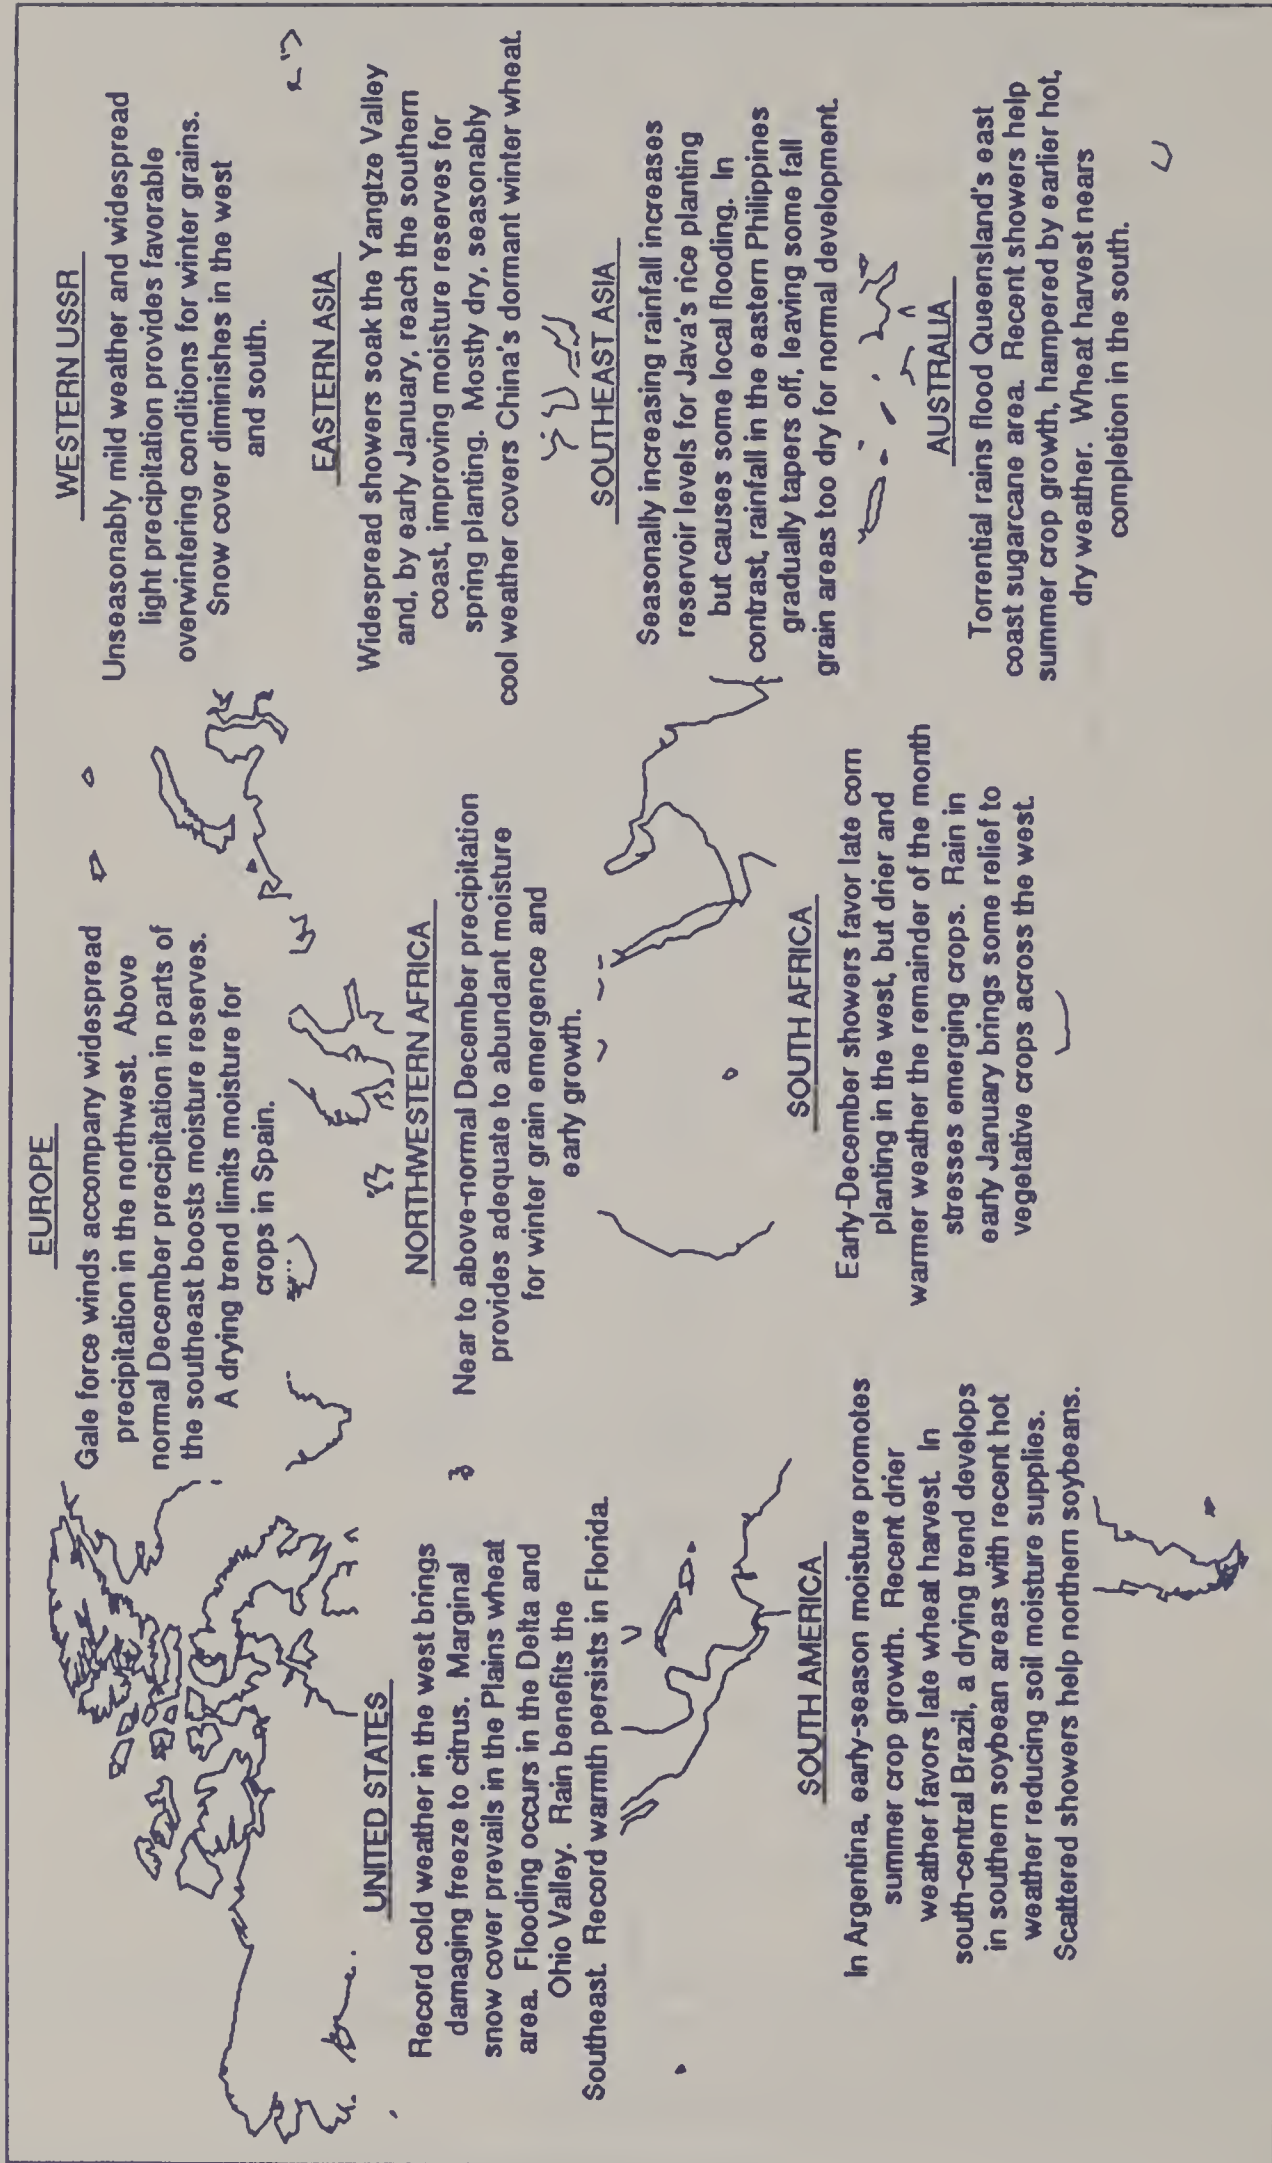 UNITED STATES
Record cold weather in the west brings
damaging freeze to citrus. Marginal
snow cover prevails in the Plains wheat
area. Flooding occurs in the Delta and
Ohio Valley. Rain benefits the
Southeast. Record warmth persists in Florida.
SOUTH AMERICA
In Argentina, early-season moisture promotes
summer crop growth. Recent drier
weather favors late wheat harvest. In
south-central Brazil, a drying trend develops
in southern soybean areas with recent hot
weather reducing soil moisture supplies.
Scattered showers help northern soybeans.
EUROPE
Gale force winds accompany widespread
precipitation in the northwest. Above
normal December precipitation in parts of
the southeast boosts moisture reserves.
A drying trend limits moisture for
crops in Spain.
NORTHWESTERN AFRICA
Near to above-normal December precipitation
provides adequate to abundant moisture
for winter grain emergence and
early growth.
SOUTH AFRICA
Early-December showers favor late corn
planting in the west, but drier and
warmer weather the remainder of the month
stresses emerging crops. Rain in
early January brings some relief to
vegetative crops across the west.
WESTERN USSR
Unseasonably mild weather and widespread
light precipitation provides favorable
overwintering conditions for winter grains.
Snow cover diminishes in the west
and south.
EASTERN ASIA
Widespread showers soak the Yangtze Valley
and, by early January, reach the southern
coast, improving moisture reserves for
spring planting. Mostly dry, seasonably
cool weather covers China's dormant winter wheat.
SOUTHEAST ASIA
Seasonally increasing rainfall increases
reservoir levels for Java's rice planting
but causes some local flooding. In
contrast, rainfall in the eastern Philippines
gradually tapers off, leaving some fall
grain areas too dry for normal development.
AUSTRALIA
Torrential rains flood Queensland's east
coast sugarcane area. Recent showers help
summer crop growth, hampered by earlier hot,
dry weather. Wheat harvest nears
completion in the south.